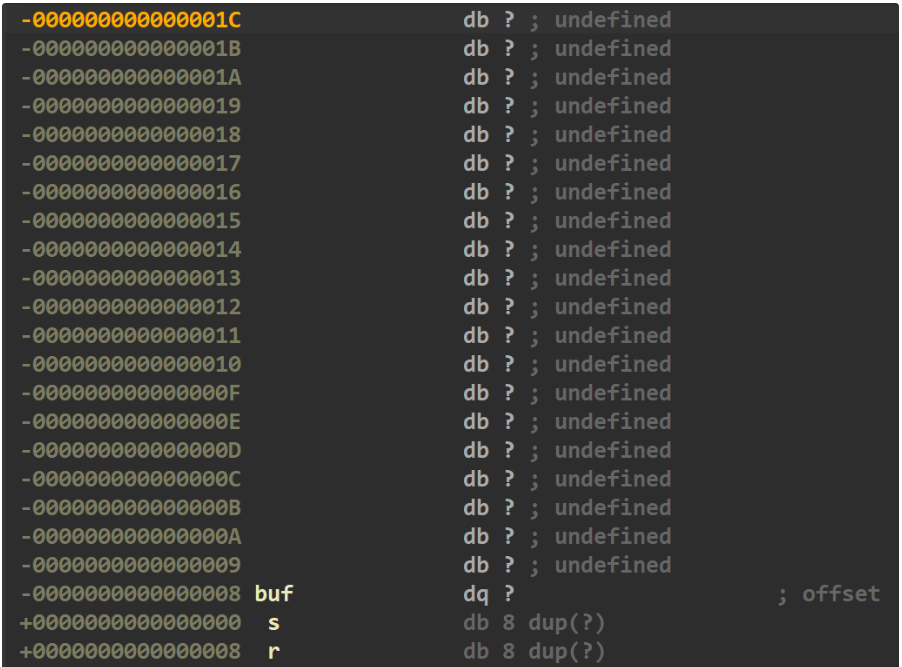 -000000000000001C db ? ; undefined
-000000000000001B db ? ; undefined
-000000000000001A db ? ; undefined
-0000000000000019 db ? ; undefined
-0000000000000018 db ? ; undefined
-0000000000000017 db ? ; undefined
-0000000000000016 db ? ; undefined
-0000000000000015 db ? ; undefined
-0000000000000014 db ? ; undefined
-0000000000000013 db ? ; undefined
-0000000000000012 db ? ; undefined
-0000000000000011 db ? ; undefined
-0000000000000010 db ? ; undefined
-000000000000000F db ? ; undefined
-000000000000000E db ? ; undefined
-000000000000000D db ? ; undefined
-000000000000000C db ? ; undefined
-000000000000000B db ? ; undefined
-000000000000000A db ? ; undefined
-0000000000000009 db ? ; undefined
-0000000000000008 buf dq ? ; offset
+0000000000000000 s db 8 dup(?)
+0000000000000008 r db 8 dup(?)